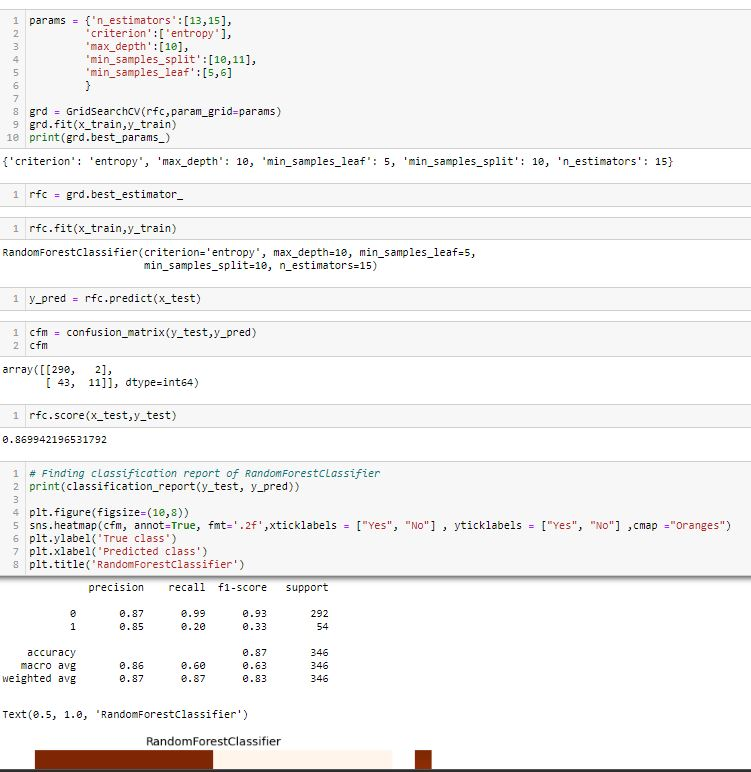 1 params = {'n_estimators':[13,15],
2 'criterion':['entropy'],
3 'max_depth':[10],
4 'min_samples_split':[10,11],
5 'min_samples_leaf':[5,6]
6 }
7
8 grd = GridSearchCV(rfc,param_grid=params)
9 grd.fit(x_train,y_train)
10 print(grd.best_params_)
{'criterion': 'entropy', 'max_depth': 10, 'min_samples_leaf': 5, 'min_samples_split': 10, 'n_estimators': 15}
1 rfc = grd.best_estimator_
1 rfc.fit(x_train,y_train)
RandomForestClassifier(criterion='entropy', max_depth=10, min_samples_leaf=5,
min_samples_split=10, n_estimators=15)
1 y_pred = rfc.predict(x_test)
1 cfm = confusion_matrix(y_test,y_pred)
2 cfm
array([[290, 2],
[ 43, 11]], dtype=int64)
1 rfc.score(x_test,y_test)
0.869942196531792
1 # Finding classification report of RandomForestClassifier
2 print(classification_report(y_test, y_pred))
3
4 plt.figure(figsize=(10,8))
5 sns.heatmap(cfm, annot=True, fmt='.2f',xticklabels = ["Yes", "No"] , yticklabels = ["Yes", "No"] ,cmap ="Oranges")
6 plt.ylabel('True class')
7 plt.xlabel('Predicted class')
8 plt.title('RandomForestClassifier')
precision recall f1-score support
0 0.87 0.99 0.93 292
1 0.85 0.20 0.33 54
accuracy 0.87 346
macro avg 0.86 0.60 0.63 346
weighted avg 0.87 0.87 0.83 346
Text(0.5, 1.0, 'RandomForestClassifier')
RandomForestClassifier